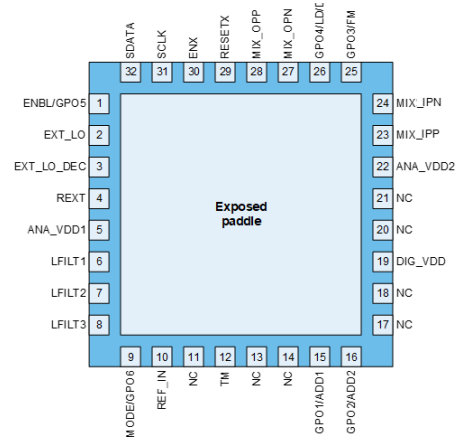 SDATA
SCLK
ENX
RESETX
MIX_OPP
MIX_OPN
GPO4/LD/
GPO3/FM
32 31 30 29 28 27 26 25
ENBL/GPO5 1
EXT_LO 2
EXT_LO_DEC 3
REXT 4
ANA_VDD1 5
LFILT1 6
LFILT2 7
LFILT3 8
Exposed
paddle
24 MIX_IPN
23 MIX_IPP
22 ANA_VDD2
21 NC
20 NC
19 DIG_VDD
18 NC
17 NC
9 10 11 12 13 14 15 16
MODE/GPO6
REF_IN
NC
TM
NC
NC
GPO1/ADD1
GPO2/ADD2